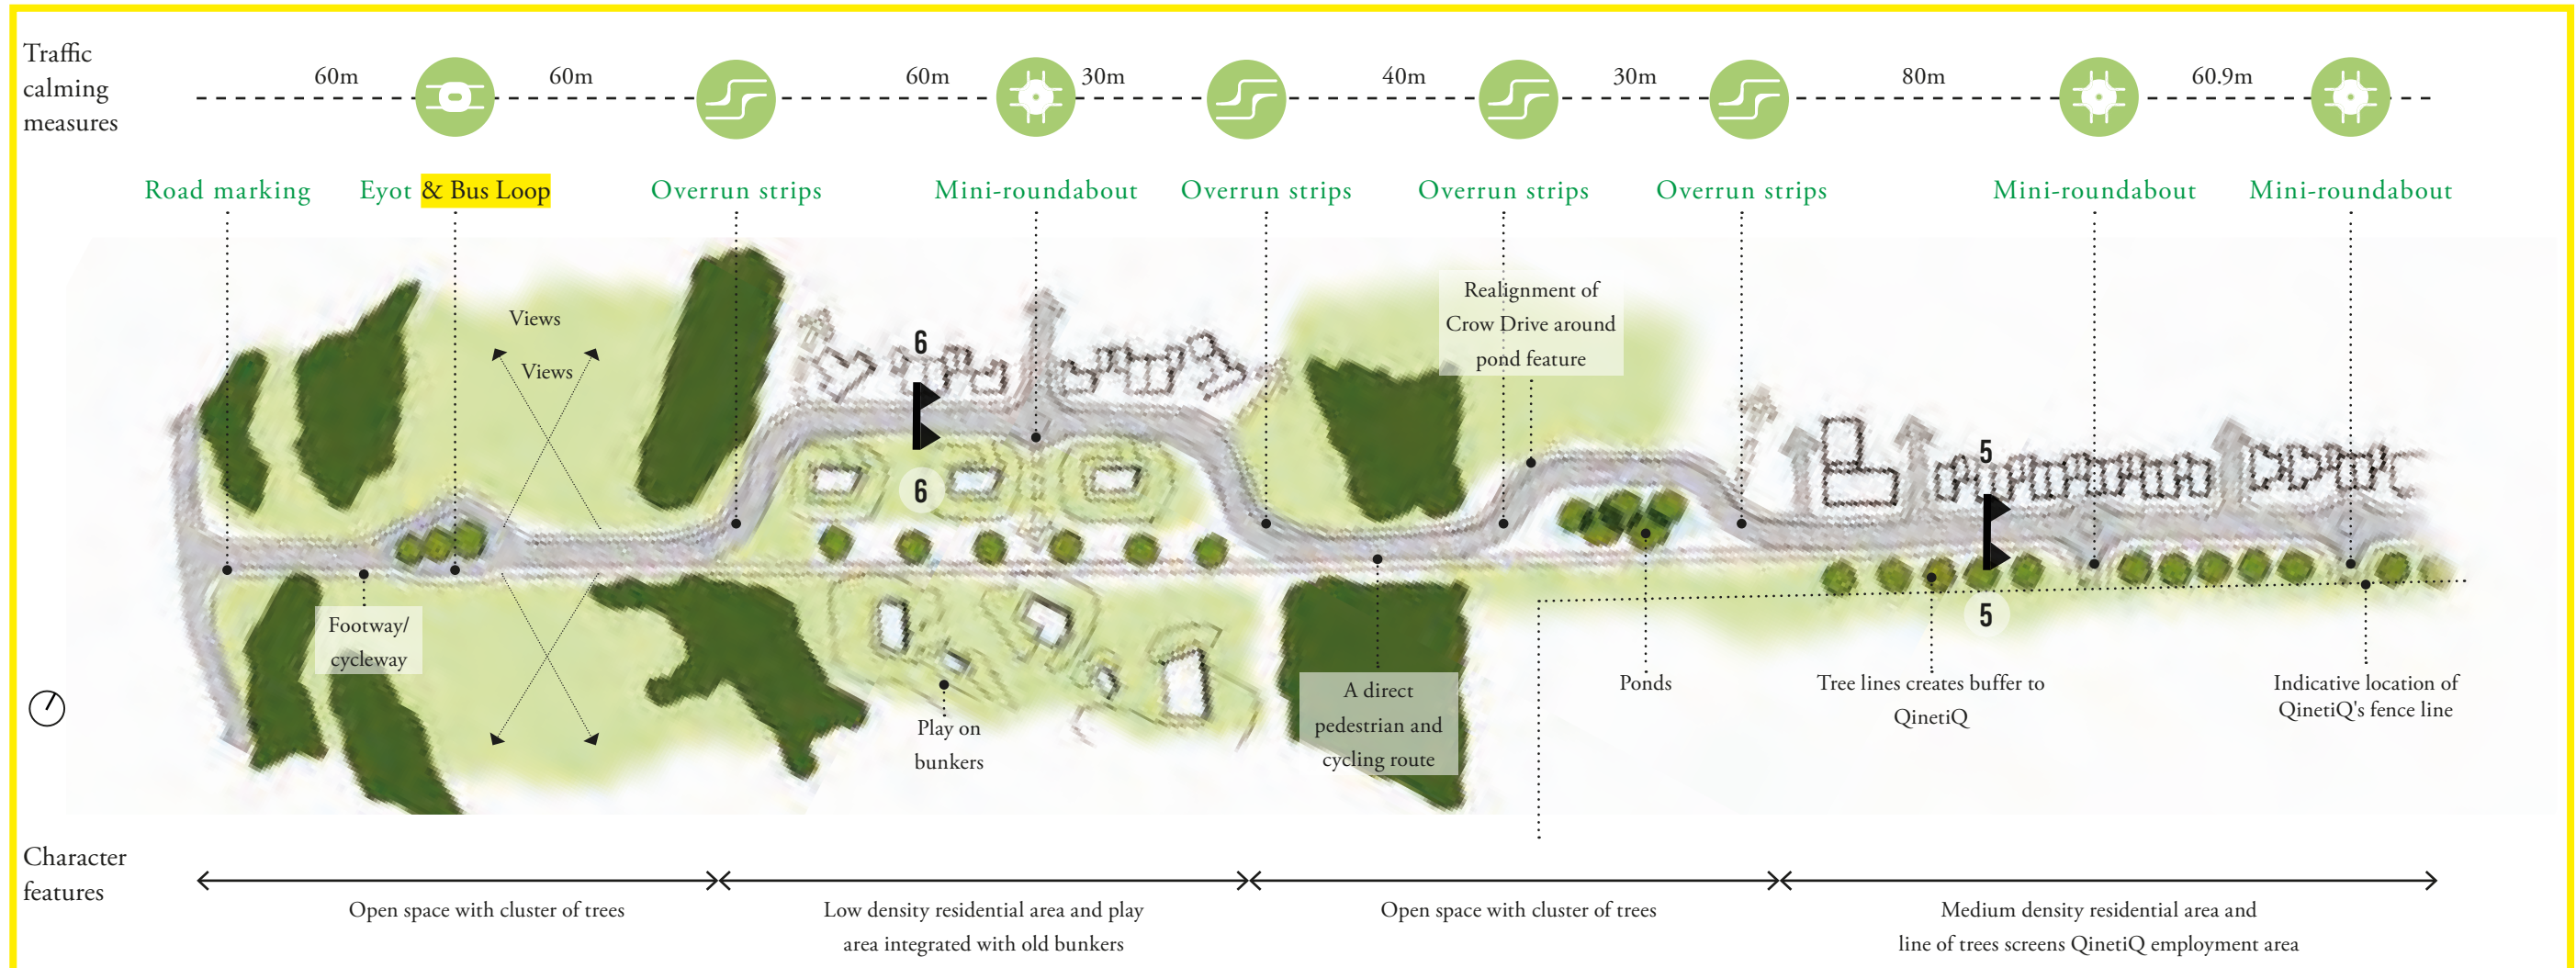 Traffic
calming
measures
60m
60m
60m
30m
40m
30m
80m
60.9m
Road marking
Eyot & Bus Loop
Overrun strips
Mini-roundabout
Overrun strips
Overrun strips
Overrun strips
Mini-roundabout
Mini-roundabout
Views
Views
6
6
Realignment of
Crow Drive around
pond feature
5
5
Footway/
cycleway
Play on
bunkers
A direct
pedestrian and
cycling route
Ponds
Tree lines creates buffer to
QinetiQ
Indicative location of
QinetiQ's fence line
Character
features
Open space with cluster of trees
Low density residential area and play
area integrated with old bunkers
Open space with cluster of trees
Medium density residential area and
line of trees screens QinetiQ employment area